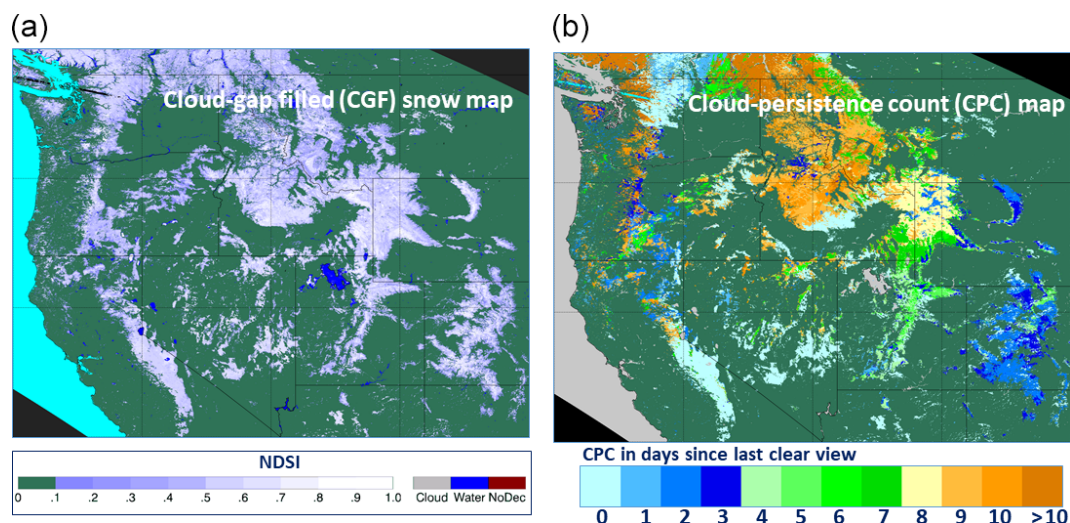 (a)
Cloud-gap filled (CGF) snow map
NDSI
0 .1 .2 .3 .4 .5 .6 .7 .8 1.0 Cloud Water NoDec
(b)
Cloud-persistence count (CPC) map
CPC in days since last clear view
0 1 2 3 4 5 6 7 8 9 10 >10